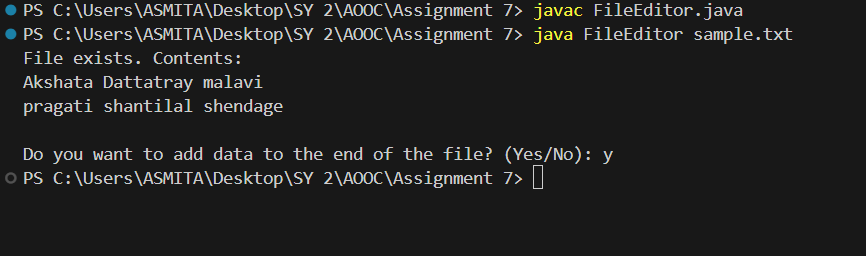 PS C:\Users\ASMITA\Desktop\SY 2\AOOC\Assignment 7> javac FileEditor.java
PS C:\Users\ASMITA\Desktop\SY 2\AOOC\Assignment 7> java FileEditor sample.txt
File exists. Contents:
Akshata Dattatray malavi
pragati shantilal shendage
Do you want to add data to the end of the file? (Yes/No): y
PS C:\Users\ASMITA\Desktop\SY 2\AOOC\Assignment 7>